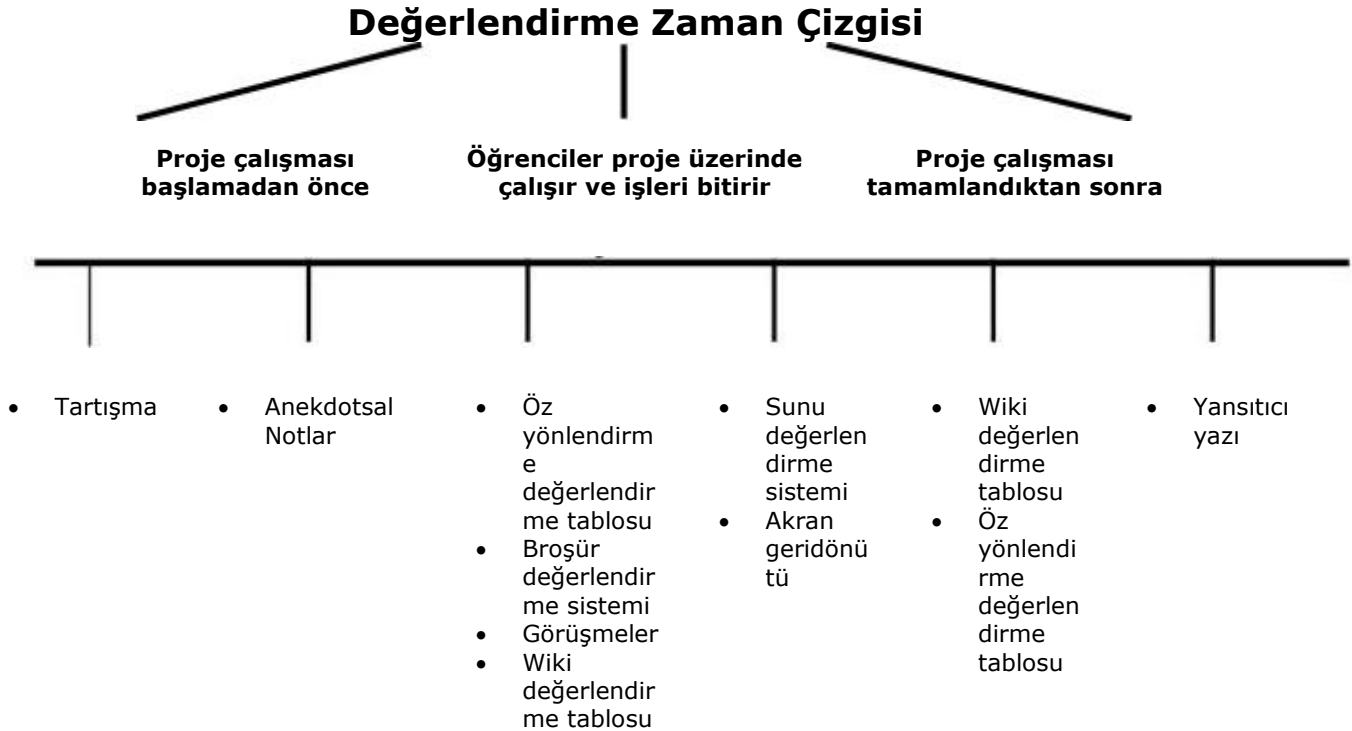 Değerlendirme Zaman Çizgisi
Proje çalışması
başlamadan önce
Öğrenciler proje üzerinde
çalışır ve işleri bitirir
Proje çalışması
tamamlandıktan sonra
• Tartışma
• Anekdotsal
Notlar
• Öz
yönlendirm
e
değerlendir
me tablosu
• Broşür
değerlendir
me sistemi
• Görüşmeler
• Wiki
değerlendir
me tablosu
• Sunu
değerlen
dirme
sistemi
• Akran
geridönü
tü
• Wiki
değerlen
dirme
tablosu
• Öz
yönlendi
rme
değerlen
dirme
tablosu
• Yansıtıcı
yazı